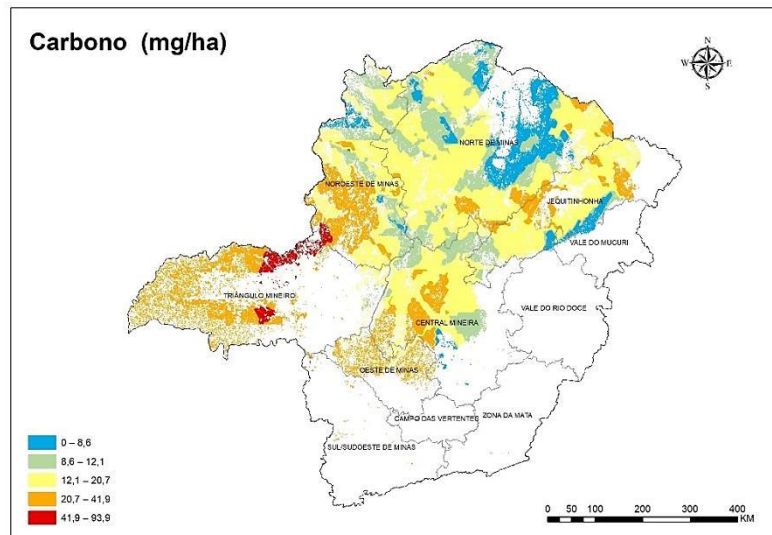 Carbono (mg/ha)
N
W E
S
NORTE DE MINAS
NOROESTE DE MINAS
JEQUITINHONHA
VALE DO MUCURI
TRIÂNGULO MINEIRO
VALE DO RIO DOCE
CENTRAL MINEIRA
OESTE DE MINAS
CAMPO DAS VERTENTES
ZONA DA MATA
SUL/SUDOESTE DE MINAS
0 – 8,6
8,6 – 12,1
12,1 – 20,7
20,7 – 41,9
41,9 – 93,9
0 50 100 200 300 400
KM